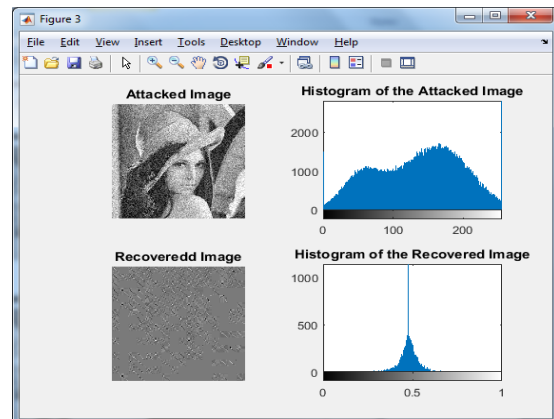 Figure 3
File Edit View Insert Tools Desktop Window Help
Attacked Image
Histogram of the Attacked Image
2000
1000
0
0 100 200
Recoveredd Image
Histogram of the Recovered Image
1000
500
0
0 0.5 1